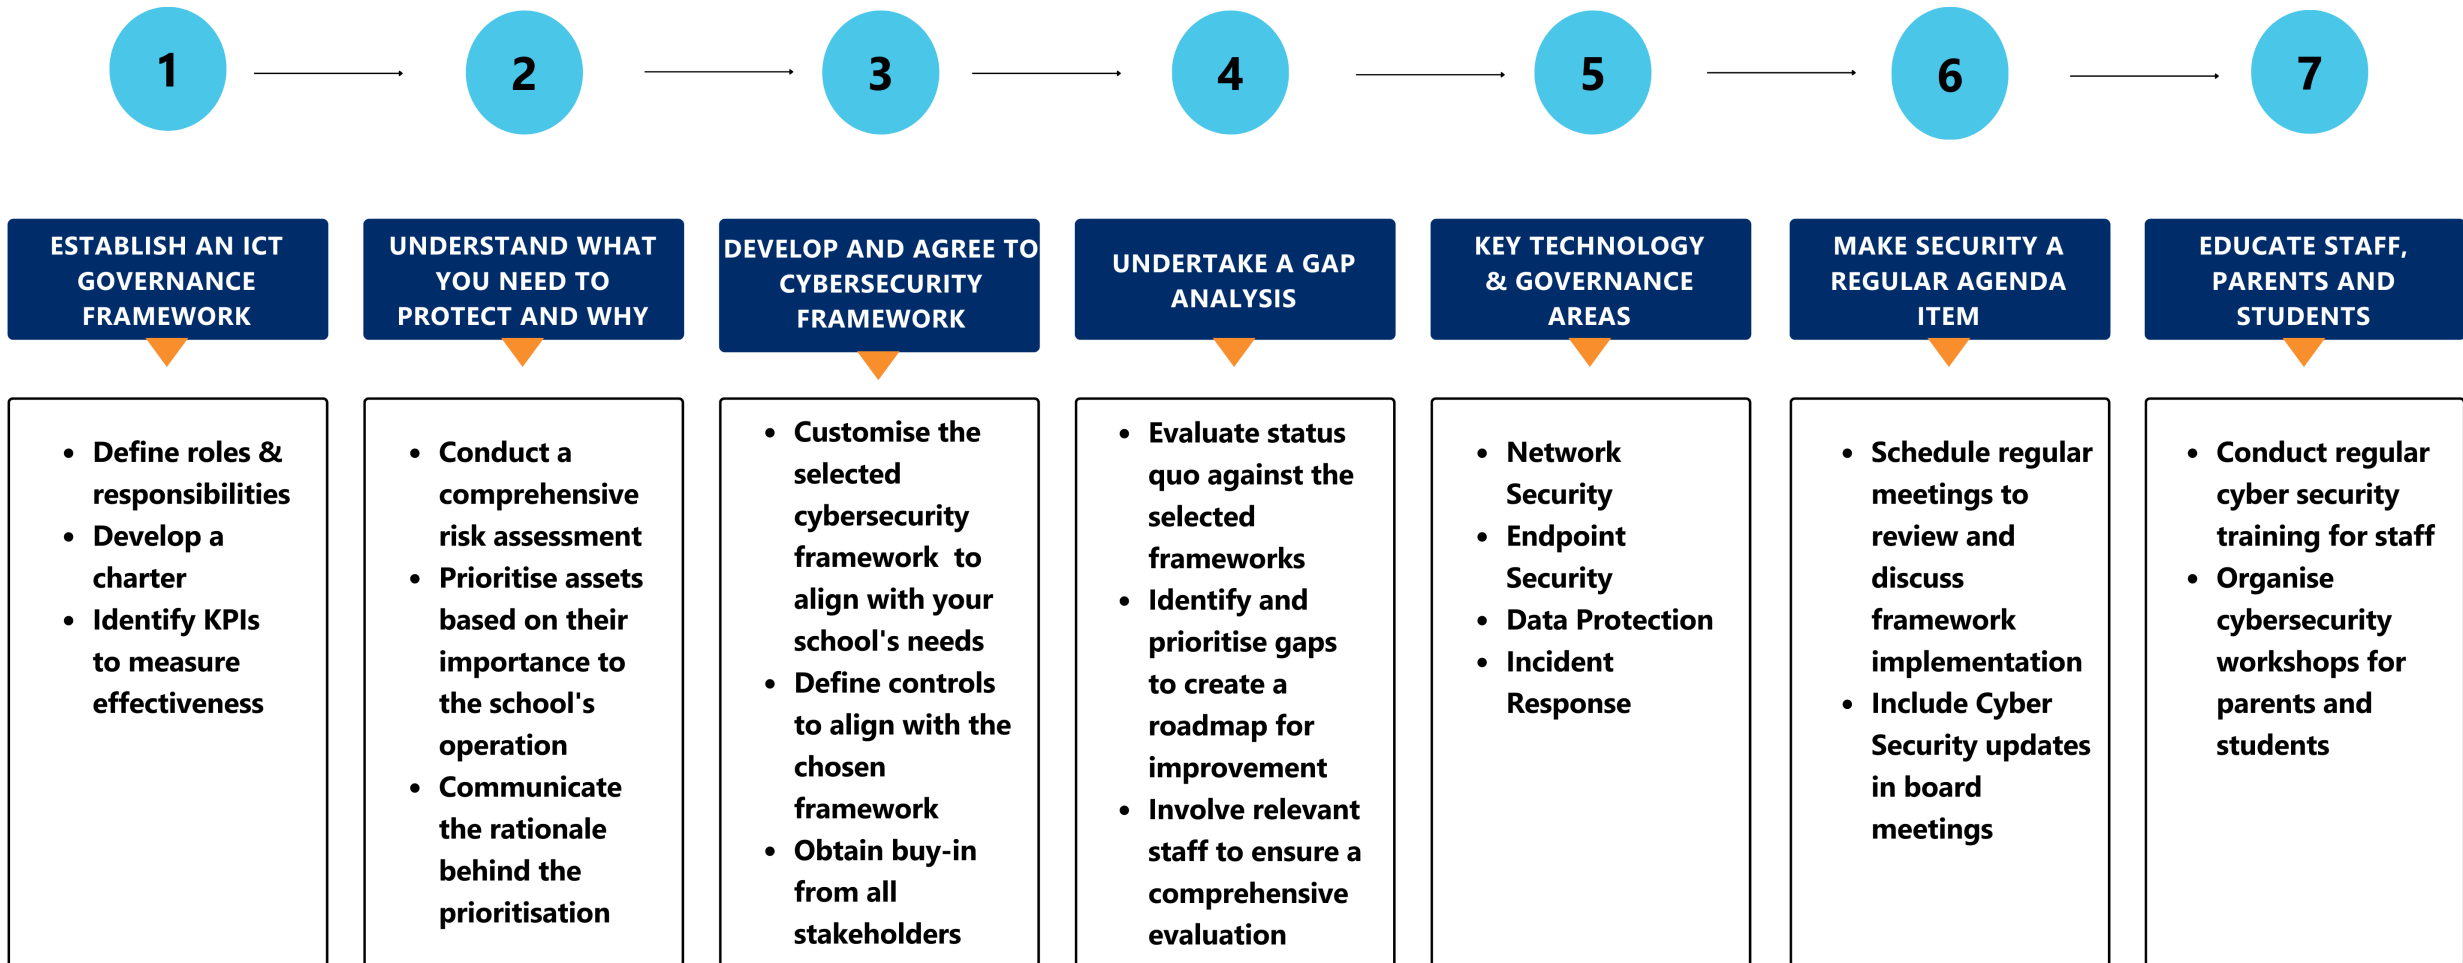 1
2
3
4
5
6
7
ESTABLISH AN ICT
GOVERNANCE
FRAMEWORK
• Define roles &
responsibilities
• Develop a
charter
• Identify KPIs
to measure
effectiveness
UNDERSTAND WHAT
YOU NEED TO
PROTECT AND WHY
• Conduct a
comprehensive
risk assessment
• Prioritise assets
based on their
importance to
the school's
operation
• Communicate
the rationale
behind the
prioritisation
DEVELOP AND AGREE TO
CYBERSECURITY
FRAMEWORK
• Customise the
selected
cybersecurity
framework  to
align with your
school's needs
• Define controls
to align with the
chosen
framework
• Obtain buy-in
from all
stakeholders
UNDERTAKE A GAP
ANALYSIS
• Evaluate status
quo against the
selected
frameworks
• Identify and
prioritise gaps
to create a
roadmap for
improvement
• Involve relevant
staff to ensure a
comprehensive
evaluation
KEY TECHNOLOGY
& GOVERNANCE
AREAS
• Network
Security
• Endpoint
Security
• Data Protection
• Incident
Response
MAKE SECURITY A
REGULAR AGENDA
ITEM
• Schedule regular
meetings to
review and
discuss
framework
implementation
• Include Cyber
Security updates
in board
meetings
EDUCATE STAFF,
PARENTS AND
STUDENTS
• Conduct regular
cyber security
training for staff
• Organise
cybersecurity
workshops for
parents and
students